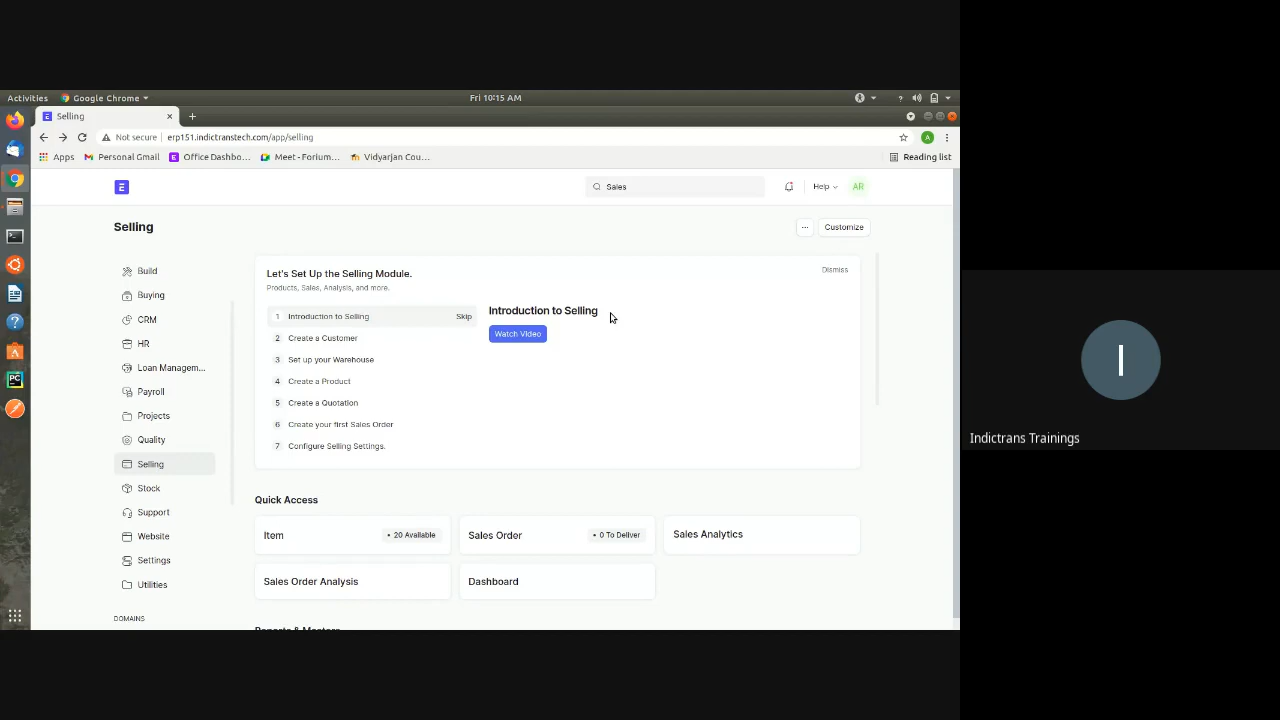 Activities
Google Chrome
Fri 10:15 AM
Selling
Not secure
erp151.indictranstech.com/app/selling
Apps
Personal Gmail
Office Dashbo...
Meet - Forium...
Vidyarjan Cou...
Reading list
E
Sales
Help
AR
Selling
...
Customize
Build
Buying
CRM
HR
Loan Managem...
Payroll
Projects
Quality
Selling
Stock
Support
Website
Settings
Utilities
DOMAINS
Let's Set Up the Selling Module.
Dismiss
Products, Sales, Analysis, and more.
1 Introduction to Selling Skip
2 Create a Customer
3 Set up your Warehouse
4 Create a Product
5 Create a Quotation
6 Create your first Sales Order
7 Configure Selling Settings.
Introduction to Selling
Watch Video
Quick Access
Item • 20 Available
Sales Order • 0 To Deliver
Sales Analytics
Sales Order Analysis
Dashboard
Reports & Masters
I
Indictrans Trainings